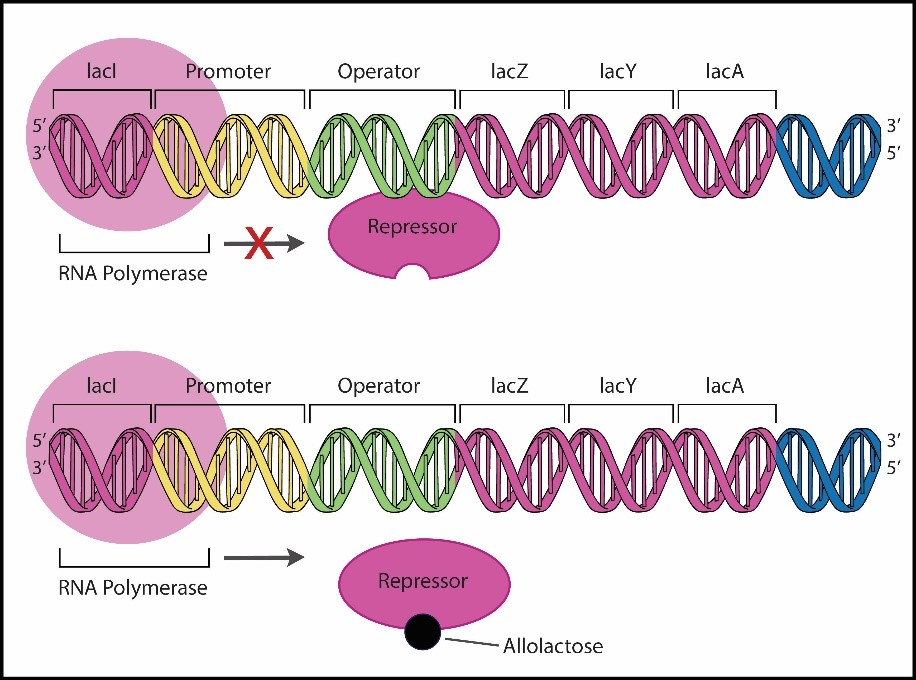 lacI Promoter Operator lacZ lacY lacA
5’ 3’
3’ 5’
Repressor
X
RNA Polymerase
lacI Promoter Operator lacZ lacY lacA
5’ 3’
3’ 5’
Repressor
RNA Polymerase
Allolactose